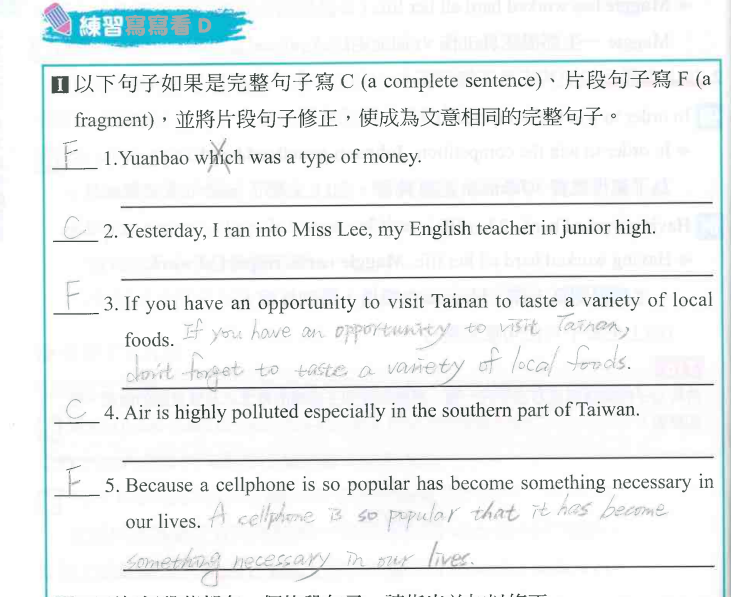 練習寫寫看 D
1 以下句子如果是完整句子寫 C (a complete sentence)、片段句子寫 F (a
fragment)，並將片段句子修正，使成為文意相同的完整句子。
F 1.Yuanbao which was a type of money.
C 2. Yesterday, I ran into Miss Lee, my English teacher in junior high.
F 3. If you have an opportunity to visit Tainan to taste a variety of local
foods. If you have an opportunity to visit Tainan,
don't forget to taste a variety of local foods.
C 4. Air is highly polluted especially in the southern part of Taiwan.
F 5. Because a cellphone is so popular has become something necessary in
our lives. A cellphone is so popular that it has become
something necessary in our lives.